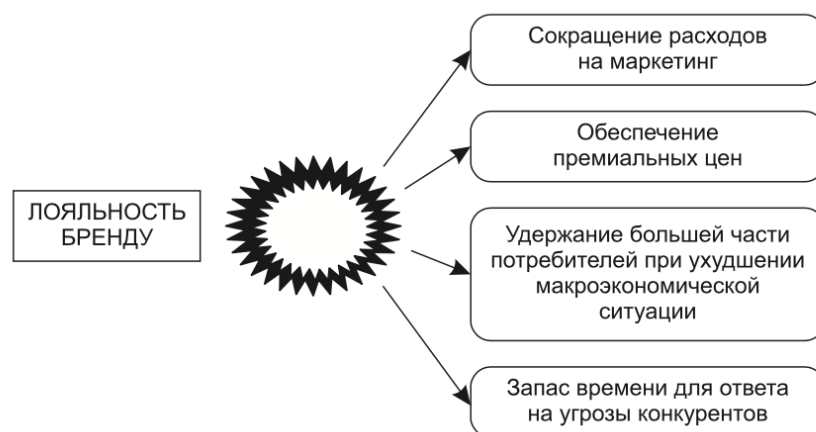 ЛОЯЛЬНОСТЬ
БРЕНДУ
Сокращение расходов
на маркетинг
Обеспечение
премиальных цен
Удержание большей части
потребителей при ухудшении
макроэкономической
ситуации
Запас времени для ответа
на угрозы конкурентов